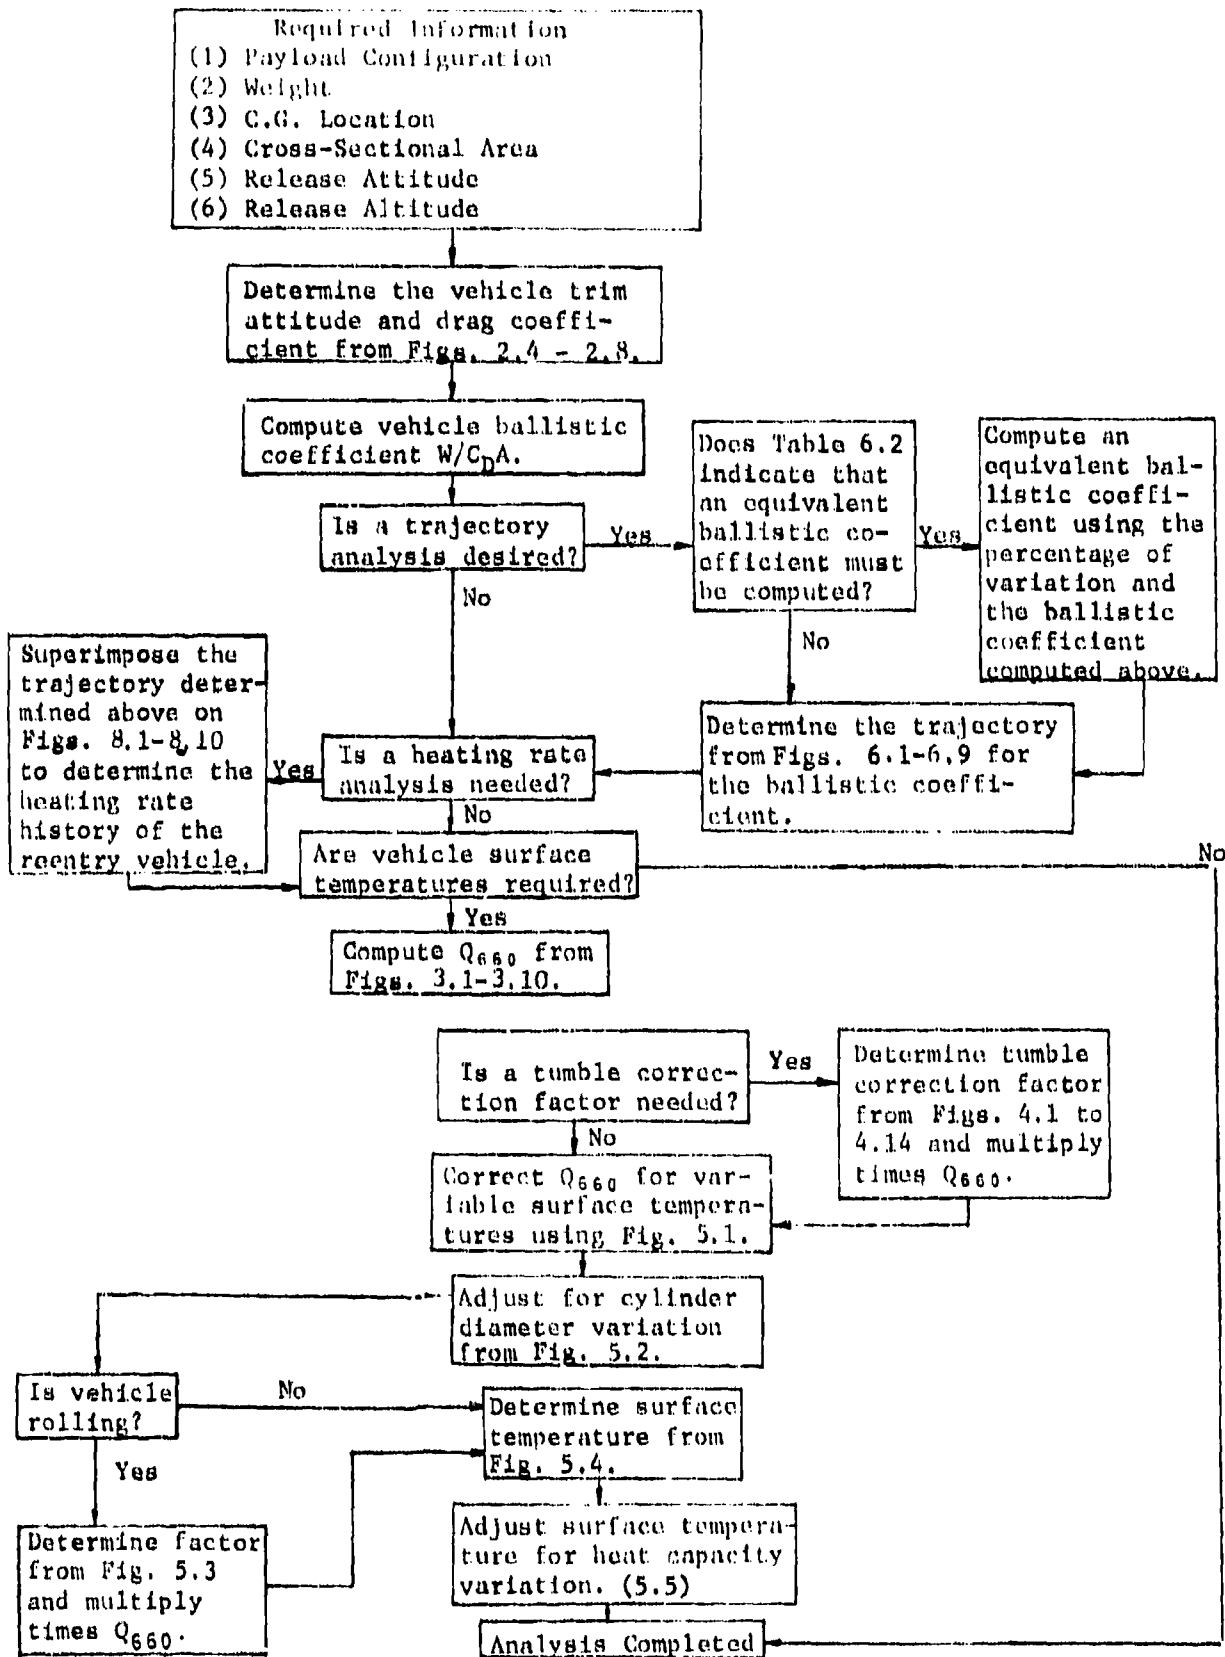 Required Information
(1) Payload Configuration
(2) Weight
(3) C.G. Location
(4) Cross-Sectional Area
(5) Release Attitude
(6) Release Altitude
Determine the vehicle trim
attitude and drag coeffi-
cient from Figs. 2.4 - 2.8.
Compute vehicle ballistic
coefficient W/C_DA.
Is a trajectory
analysis desired?
Yes
No
Does Table 6.2
indicate that
an equivalent
ballistic co-
efficient must
be computed?
Yes
No
Compute an
equivalent bal-
listic coeffi-
cient using the
percentage of
variation and
the ballistic
coefficient
computed above.
Determine the trajectory
from Figs. 6.1-6.9 for
the ballistic coeffi-
cient.
Is a heating rate
analysis needed?
Yes
No
Superimpose the
trajectory deter-
mined above on
Figs. 8.1-8.10
to determine the
heating rate
history of the
reentry vehicle.
Are vehicle surface
temperatures required?
No
Yes
Compute Q660 from
Figs. 3.1-3.10.
Is a tumble correc-
tion factor needed?
Yes
No
Determine tumble
correction factor
from Figs. 4.1 to
4.14 and multiply
times Q660.
Correct Q660 for var-
iable surface tempera-
tures using Fig. 5.1.
Adjust for cylinder
diameter variation
from Fig. 5.2.
Is vehicle
rolling?
No
Yes
Determine factor
from Fig. 5.3
and multiply
times Q660.
Determine surface
temperature from
Fig. 5.4.
Adjust surface tempera-
ture for heat capacity
variation. (5.5)
Analysis Completed